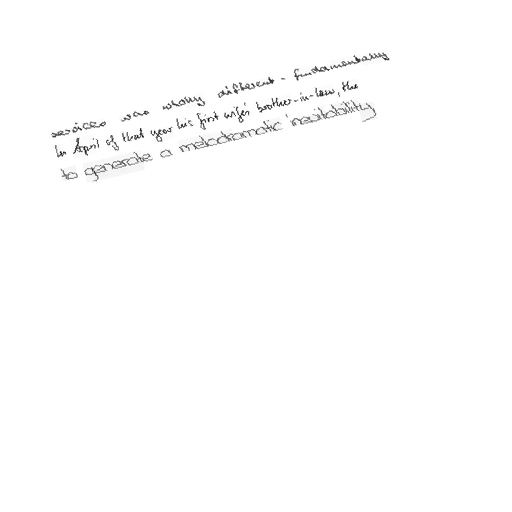 services was wholly different - fundamentally
In April of that year his first wife's brother-in-law, the
to generate a melodramatic inevitability